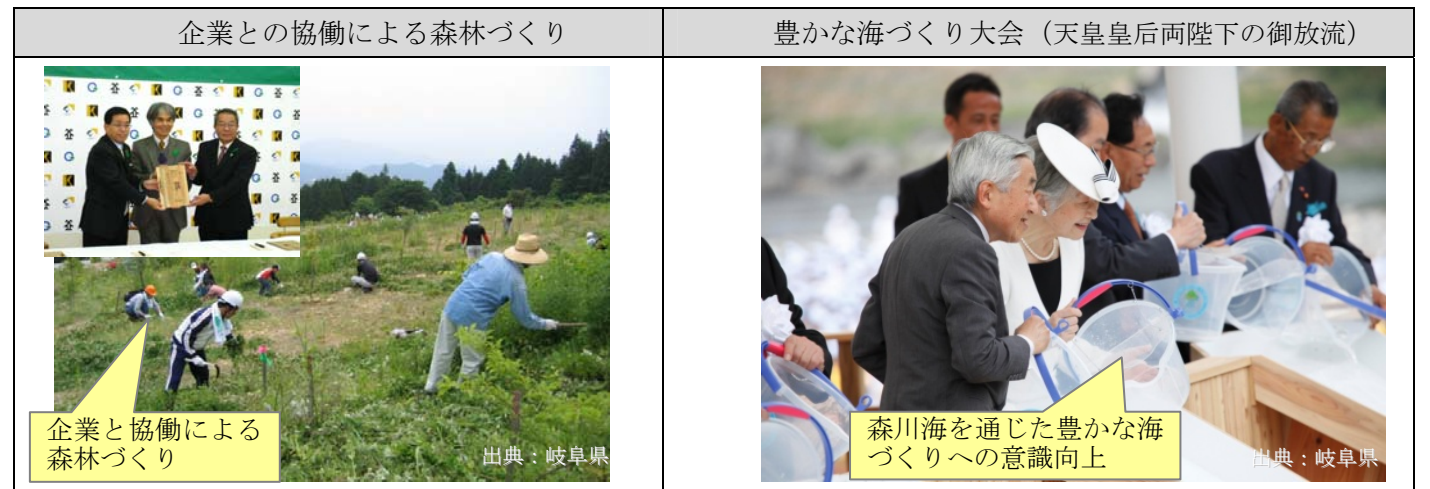 企業との協働による森林づくり
豊かな海づくり大会（天皇皇后両陛下の御放流）
企業と協働による
森林づくり
出典：岐阜県
森川海を通じた豊かな海
づくりへの意識向上
出典：岐阜県